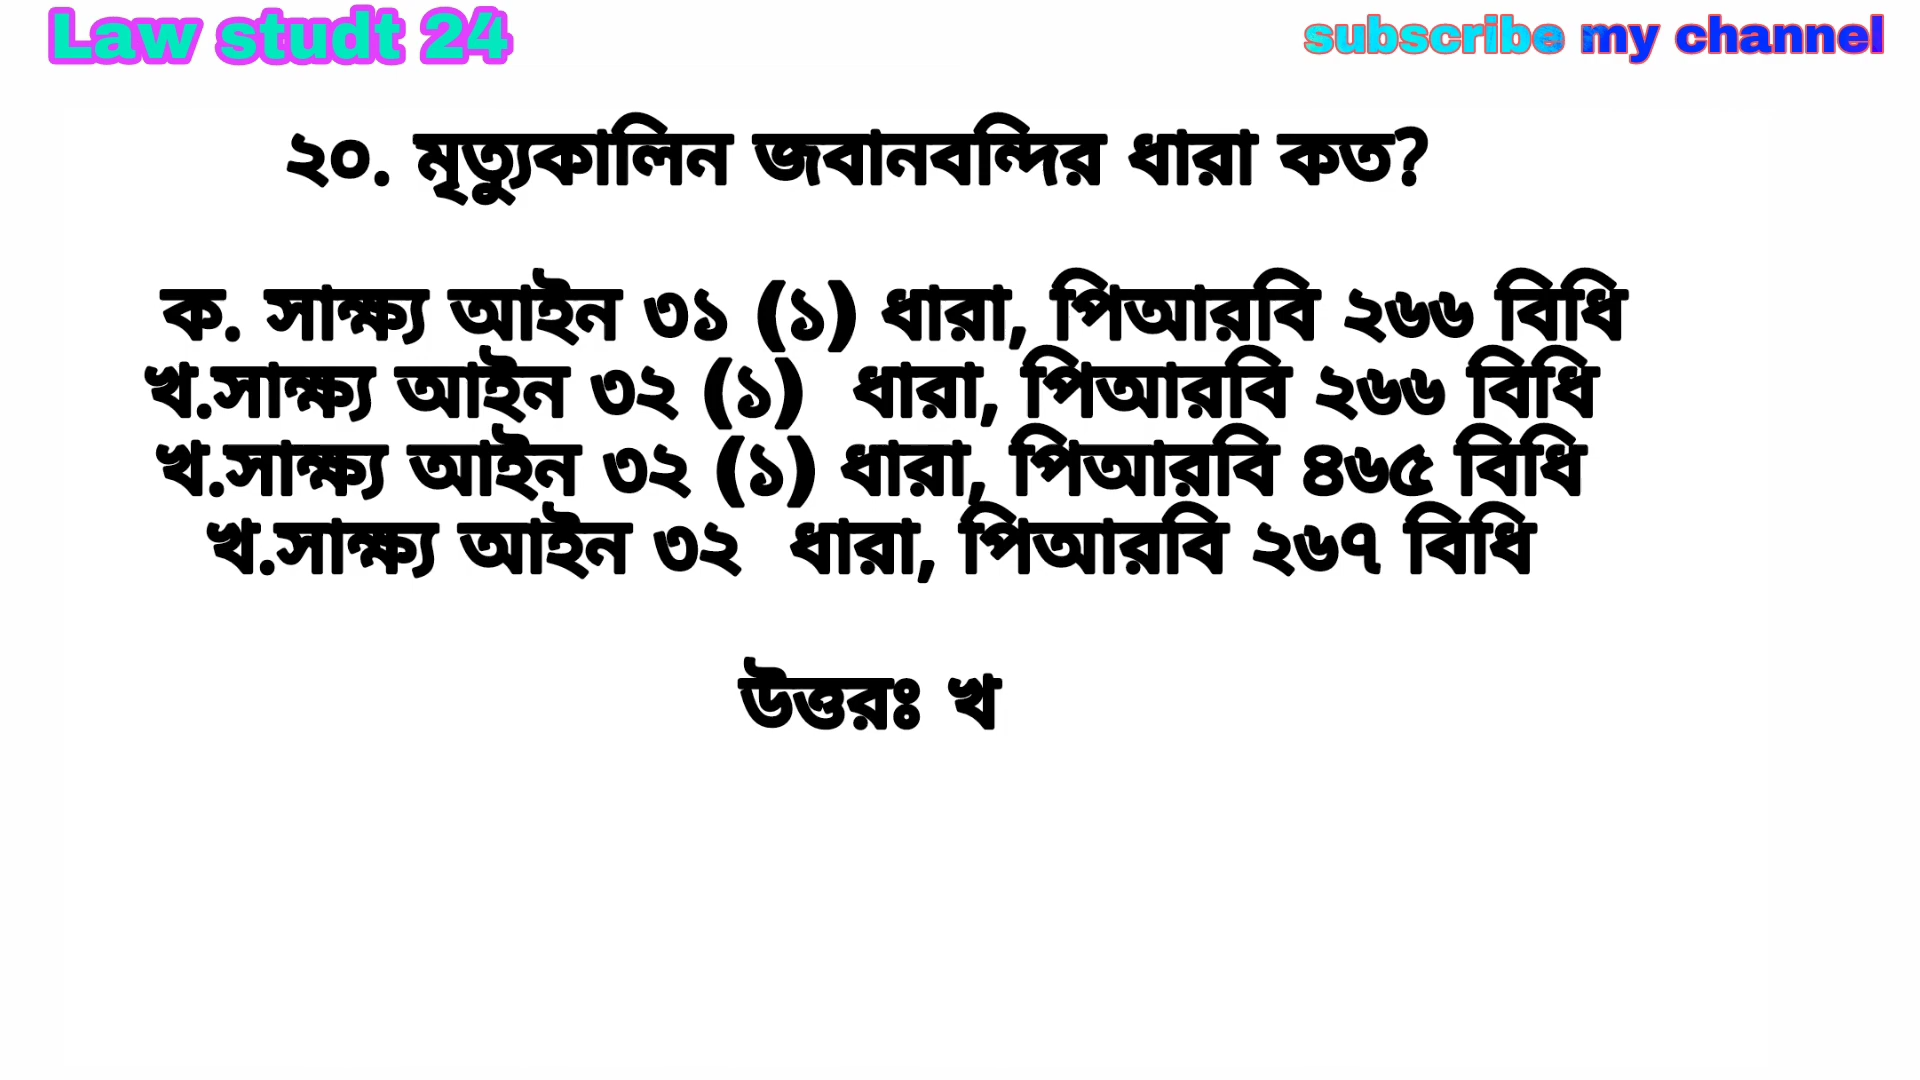 Law studt 24
subscribe my channel
২০. মৃত্যুকালিন জবানবন্দির ধারা কত?
ক. সাক্ষ্য আইন ৩১ (১) ধারা, পিআরবি ২৬৬ বিধি
খ.সাক্ষ্য আইন ৩২ (১) ধারা, পিআরবি ২৬৬ বিধি
খ.সাক্ষ্য আইন ৩২ (১) ধারা, পিআরবি ৪৬৫ বিধি
খ.সাক্ষ্য আইন ৩২ ধারা, পিআরবি ২৬৭ বিধি
উত্তরঃ খ